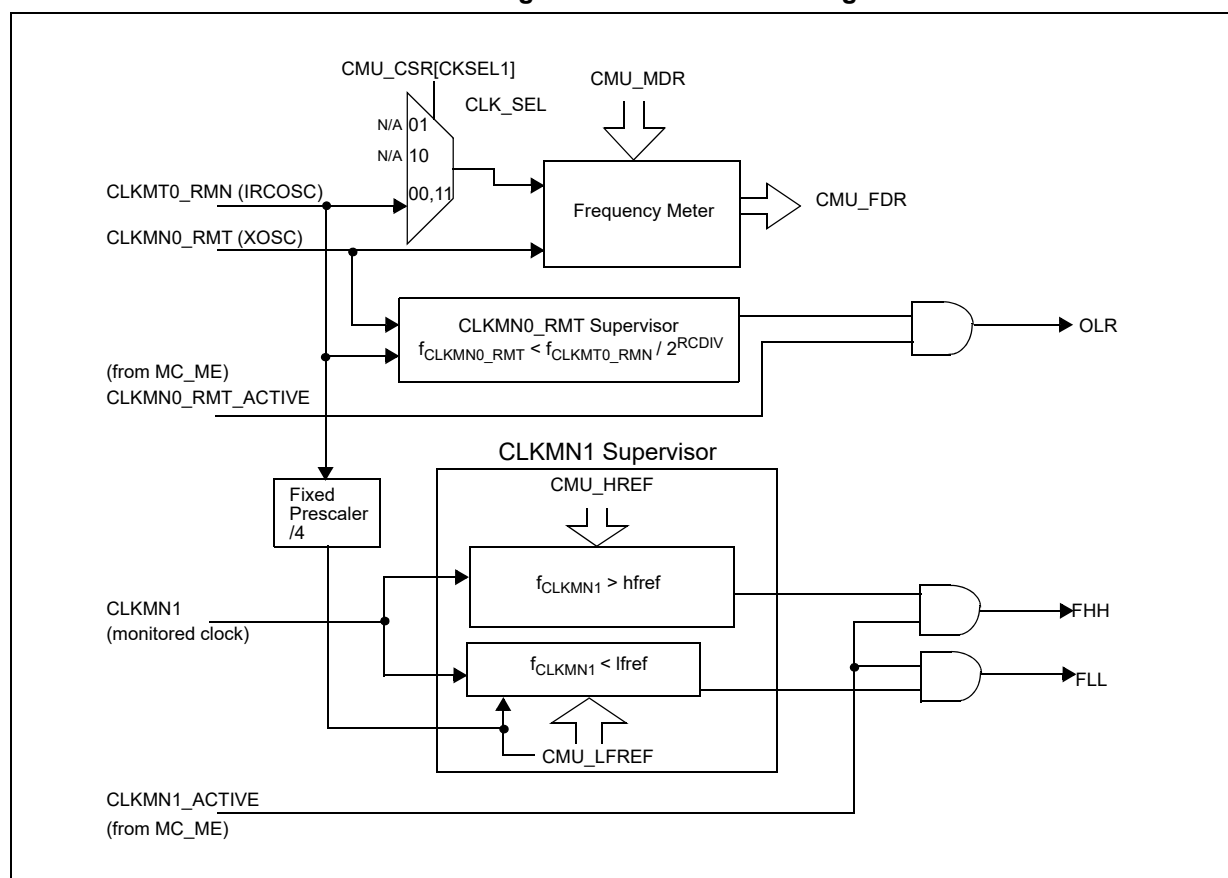 CMU_CSR[CKSEL1]
CLK_SEL
CMU_MDR
N/A 01
N/A 10
00,11
CLKMT0_RMN (IRCOSC)
Frequency Meter
CMU_FDR
CLKMN0_RMT (XOSC)
CLKMN0_RMT Supervisor
fCLKMN0_RMT < fCLKMT0_RMN / 2RCDIV
OLR
(from MC_ME)
CLKMN0_RMT_ACTIVE
CLKMN1 Supervisor
CMU_HREF
Fixed
Prescaler
/4
fCLKMN1 > hfref
CLKMN1
(monitored clock)
FHH
fCLKMN1 < lfref
FLL
CMU_LFREF
CLKMN1_ACTIVE
(from MC_ME)